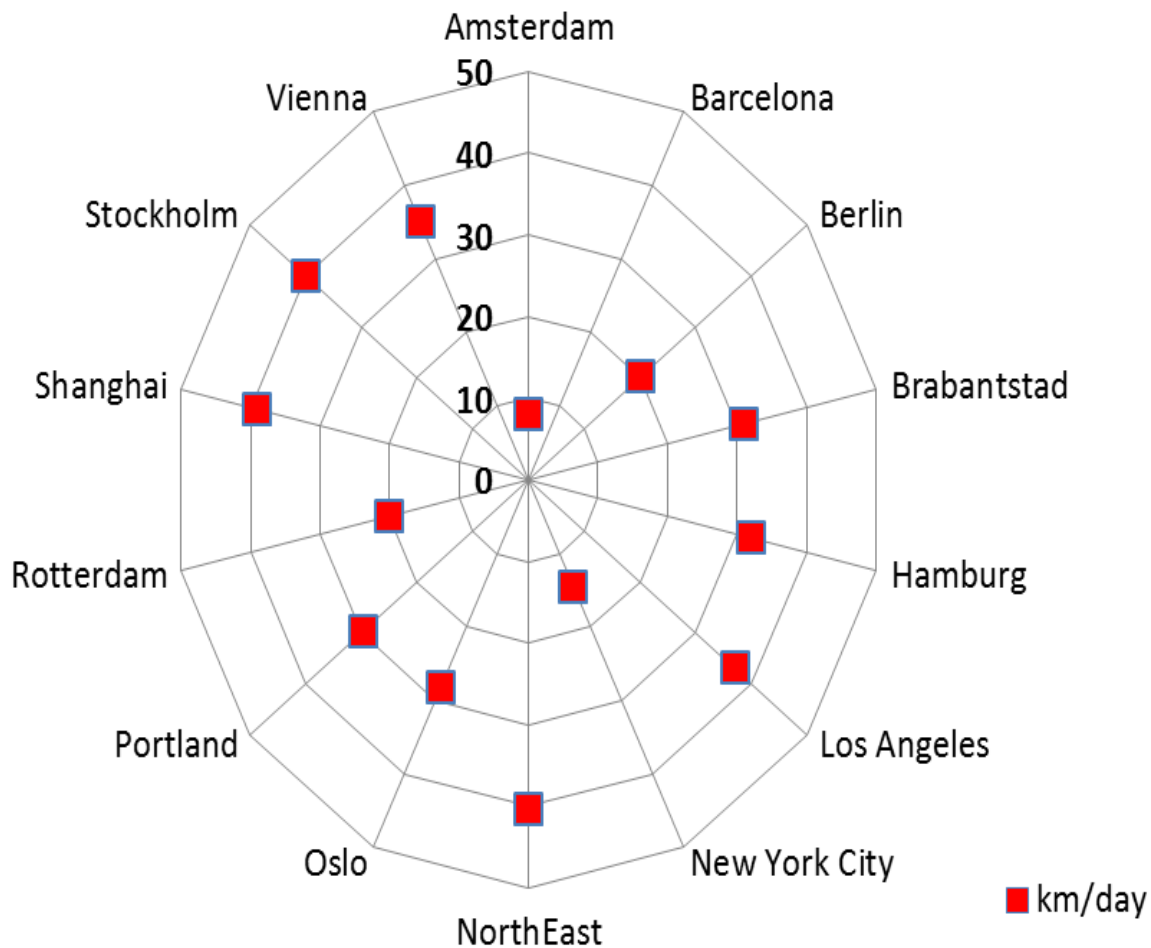 Amsterdam
50
Vienna
Barcelona
40
Stockholm
Berlin
30
20
Shanghai
Brabantstad
10
0
Rotterdam
Hamburg
Portland
Los Angeles
Oslo
New York City
km/day
NorthEast